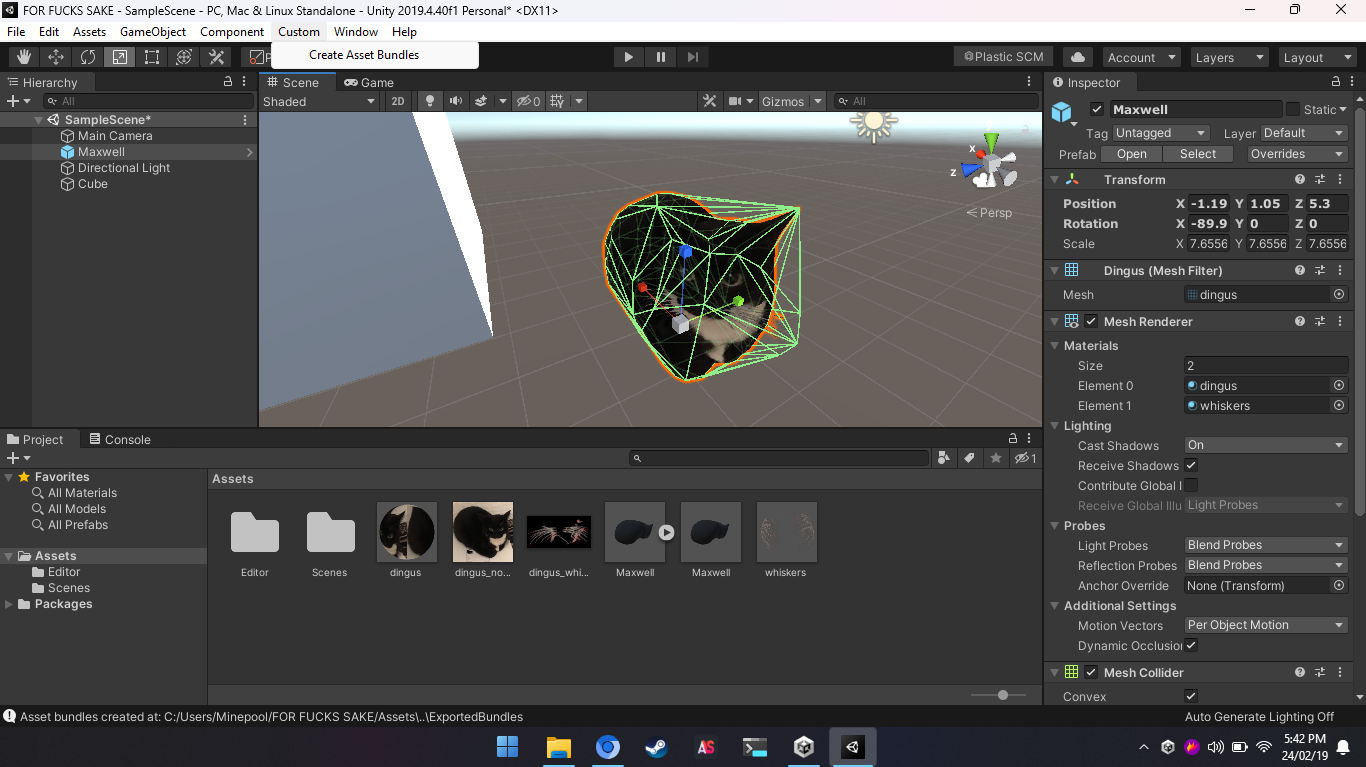 FOR FUCKS SAKE - SampleScene - PC, Mac & Linux Standalone - Unity 2019.4.40f1 Personal* <DX11>
File Edit Assets GameObject Component Custom Window Help
Create Asset Bundles
Plastic SCM Account Layers Layout
Hierarchy
All
SampleScene*
Main Camera
Maxwell
Directional Light
Cube
Scene Game
Shaded 2D 0 Gizmos All
x
z
Persp
Inspector
Maxwell Static
Tag Untagged Layer Default
Prefab Open Select Overrides
Transform
Position X -1.19 Y 1.05 Z 5.3
Rotation X -89.9 Y 0 Z 0
Scale X 7.6556 Y 7.6556 Z 7.6556
Dingus (Mesh Filter)
Mesh dingus
Mesh Renderer
Materials
Size 2
Element 0 dingus
Element 1 whiskers
Lighting
Cast Shadows On
Receive Shadows
Contribute Global I
Receive Global Illu Light Probes
Probes
Light Probes Blend Probes
Reflection Probes Blend Probes
Anchor Override None (Transform)
Additional Settings
Motion Vectors Per Object Motion
Dynamic Occlusion
Mesh Collider
Convex
Project Console
1
Favorites
All Materials
All Models
All Prefabs
Assets
Editor
Scenes
Packages
Assets
Editor Scenes dingus dingus_no... dingus_whi... Maxwell Maxwell whiskers
Asset bundles created at: C:/Users/Minepool/FOR FUCKS SAKE/Assets\..\ExportedBundles
Auto Generate Lighting Off
AS
5:42 PM
24/02/19